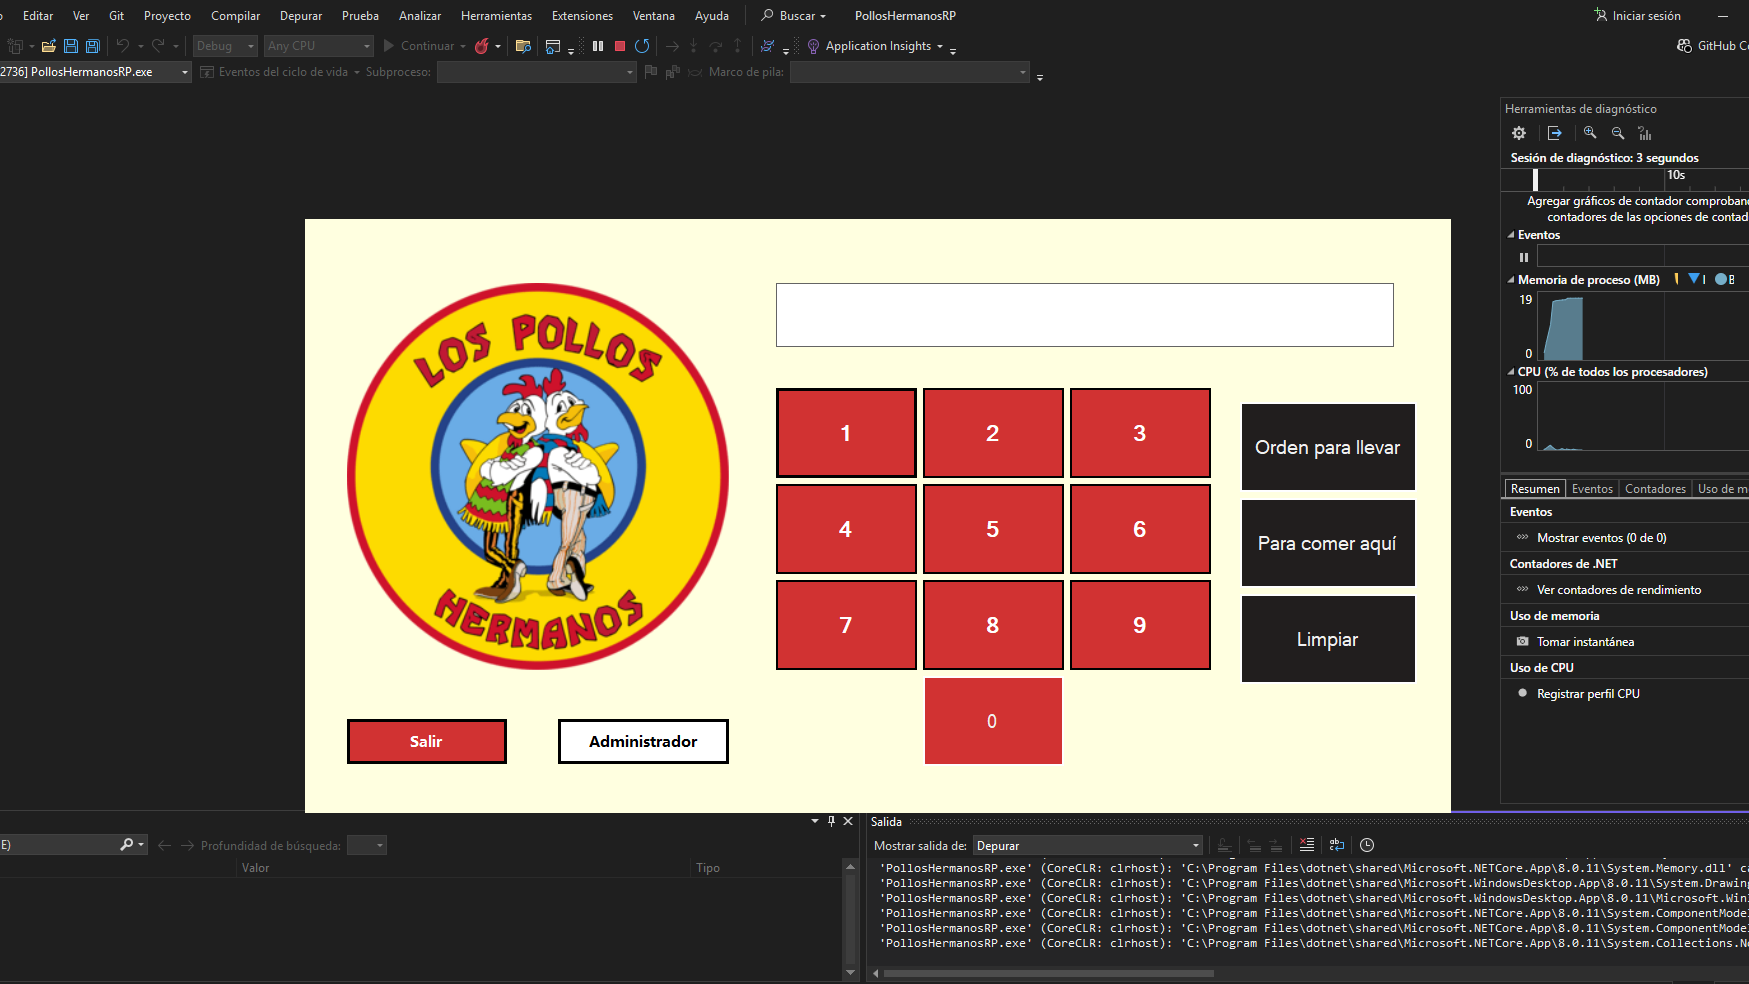 Editar Ver Git Proyecto Compilar Depurar Prueba Analizar Herramientas Extensiones Ventana Ayuda Buscar PollosHermanosRP Iniciar sesión
Debug Any CPU Continuar Application Insights GitHub Co
2736] PollosHermanosRP.exe Eventos del ciclo de vida Subproceso: Marco de pila:
Herramientas de diagnóstico
Sesión de diagnóstico: 3 segundos
10s
Agregar gráficos de contador comproband
contadores de las opciones de contad
Eventos
Memoria de proceso (MB) I B
19
0
CPU (% de todos los procesadores)
100
0
Resumen Eventos Contadores Uso de m
Eventos
Mostrar eventos (0 de 0)
Contadores de .NET
Ver contadores de rendimiento
Uso de memoria
Tomar instantánea
Uso de CPU
Registrar perfil CPU
LOS POLLOS
HERMANOS
1 2 3
4 5 6
7 8 9
0
Orden para llevar
Para comer aquí
Limpiar
Salir Administrador
E) Profundidad de búsqueda:
Valor Tipo
Salida
Mostrar salida de: Depurar
'PollosHermanosRP.exe' (CoreCLR: clrhost): 'C:\Program Files\dotnet\shared\Microsoft.NETCore.App\8.0.11\System.Memory.dll' ca
'PollosHermanosRP.exe' (CoreCLR: clrhost): 'C:\Program Files\dotnet\shared\Microsoft.WindowsDesktop.App\8.0.11\System.Drawing
'PollosHermanosRP.exe' (CoreCLR: clrhost): 'C:\Program Files\dotnet\shared\Microsoft.WindowsDesktop.App\8.0.11\Microsoft.Win
'PollosHermanosRP.exe' (CoreCLR: clrhost): 'C:\Program Files\dotnet\shared\Microsoft.NETCore.App\8.0.11\System.ComponentModel
'PollosHermanosRP.exe' (CoreCLR: clrhost): 'C:\Program Files\dotnet\shared\Microsoft.NETCore.App\8.0.11\System.ComponentModel
'PollosHermanosRP.exe' (CoreCLR: clrhost): 'C:\Program Files\dotnet\shared\Microsoft.NETCore.App\8.0.11\System.Collections.No